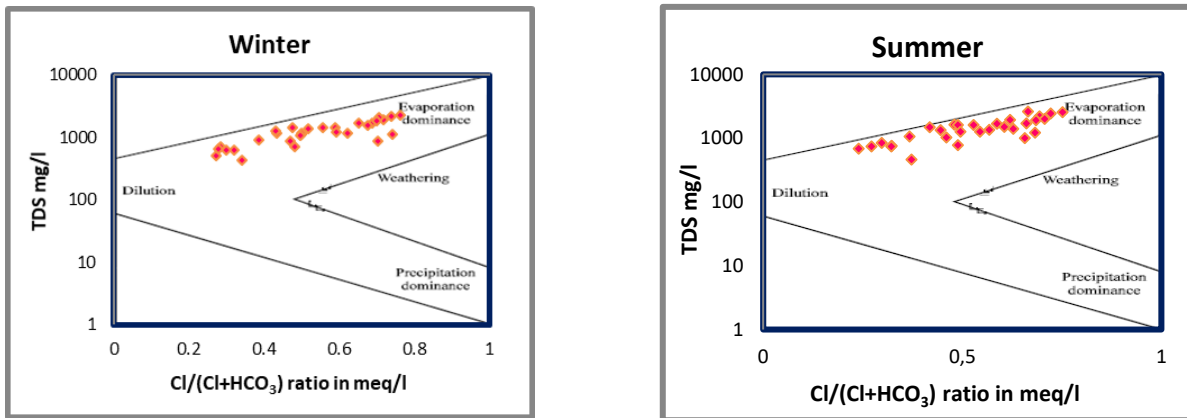 Winter
10000
1000
100
10
1
TDS mg/l
Evaporation
dominance
Weathering
Dilution
Precipitation
dominance
0
0.2
0.4
0.6
0.8
1
Cl/(Cl+HCO₃) ratio in meq/l
Summer
10000
1000
100
10
1
TDS mg/l
Evaporation
dominance
Weathering
Dilution
Precipitation
dominance
0
0,5
1
Cl/(Cl+HCO₃) ratio in meq/l